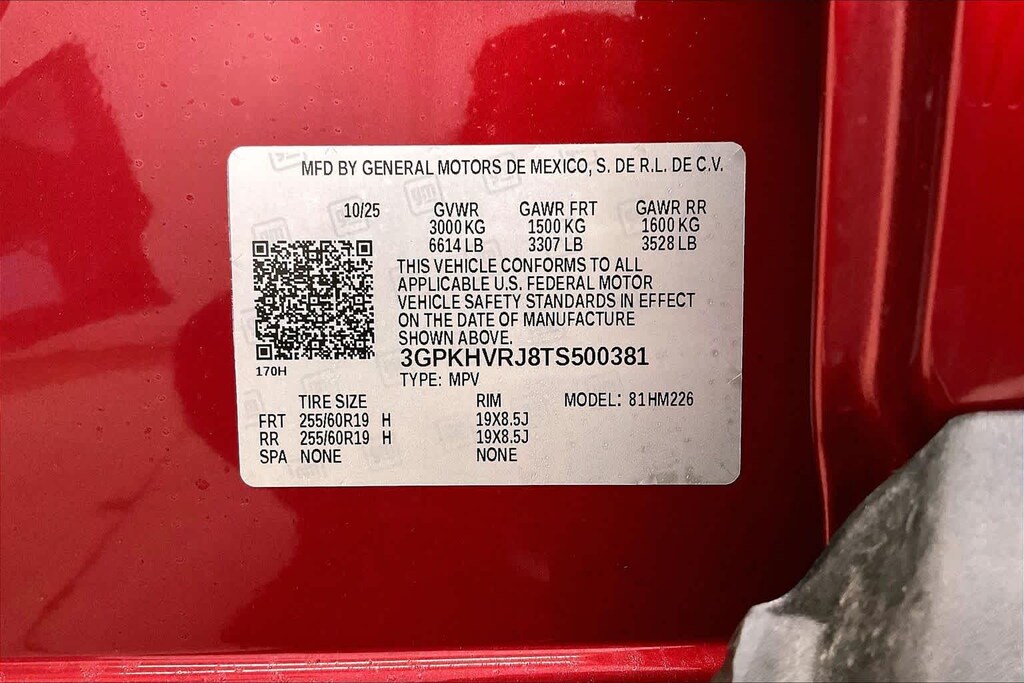 MFD BY GENERAL MOTORS DE MEXICO, S. DE R.L. DE C.V.
10/25 GVWR GAWR FRT GAWR RR
3000 KG 1500 KG 1600 KG
6614 LB 3307 LB 3528 LB
THIS VEHICLE CONFORMS TO ALL
APPLICABLE U.S. FEDERAL MOTOR
VEHICLE SAFETY STANDARDS IN EFFECT
ON THE DATE OF MANUFACTURE
SHOWN ABOVE.
3GPKHVRJ8TS500381
170H
TYPE: MPV
TIRE SIZE RIM MODEL: 81HM226
FRT 255/60R19 H 19X8.5J
RR 255/60R19 H 19X8.5J
SPA NONE NONE